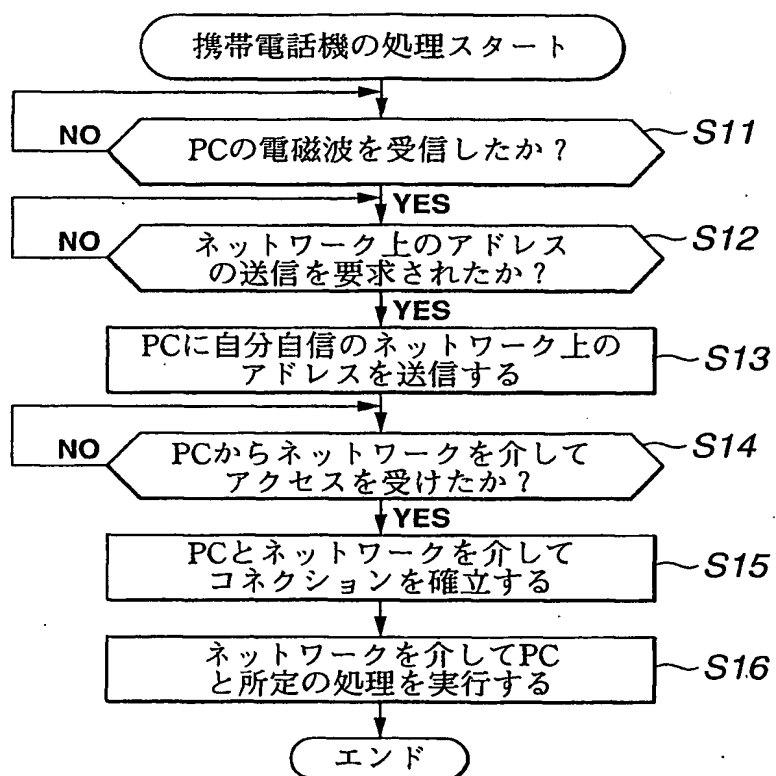 携帯電話機の処理スタート
NO
PCの電磁波を受信したか?
S11
YES
NO
ネットワーク上のアドレス
の送信を要求されたか?
S12
YES
PCに自分自信のネットワーク上の
アドレスを送信する
S13
NO
PCからネットワークを介して
アクセスを受けたか?
S14
YES
PCとネットワークを介して
コネクションを確立する
S15
ネットワークを介してPC
と所定の処理を実行する
S16
エンド